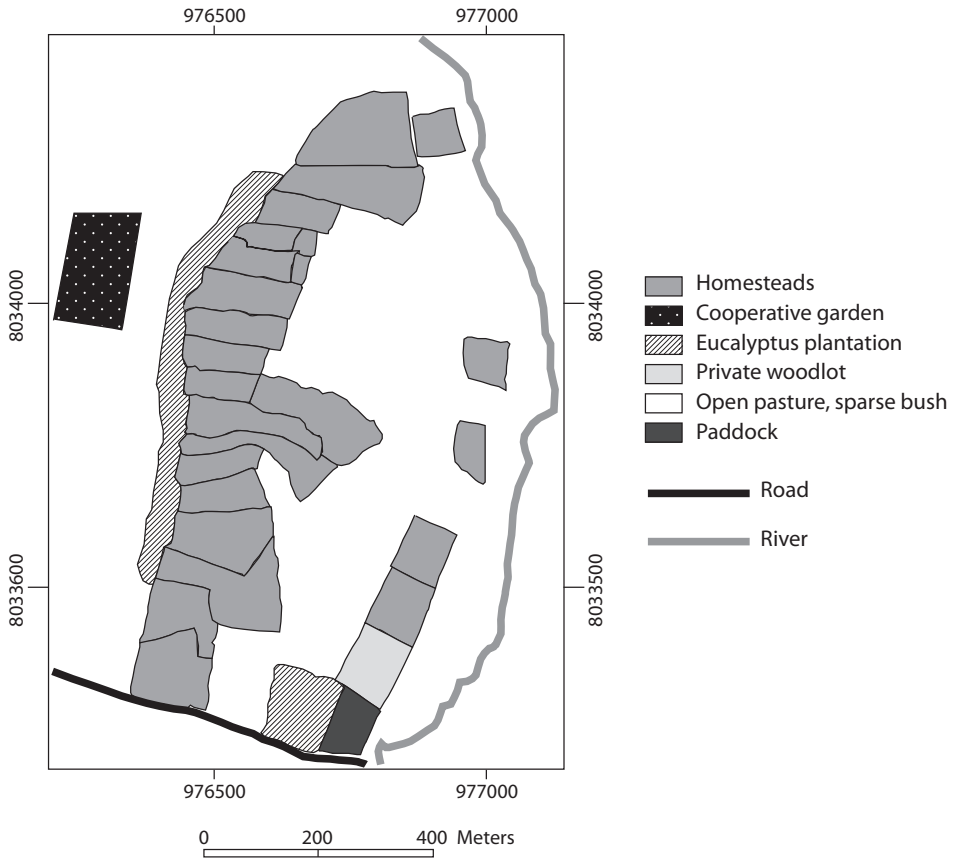 976500 977000
8034000 8034000
Homesteads
Cooperative garden
Eucalyptus plantation
Private woodlot
Open pasture, sparse bush
Paddock
Road
River
8033600 8033500
976500 977000
0 200 400 Meters